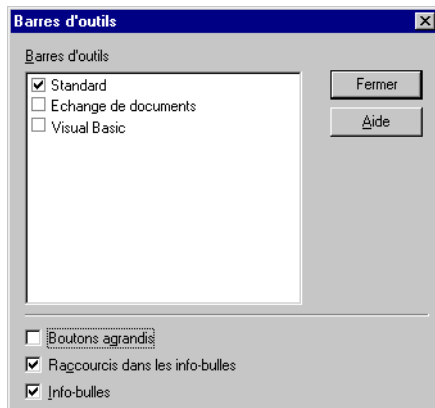 Barres d'outils
Barres d'outils
Standard
Echange de documents
Visual Basic
Fermer
Aide
Boutons agrandis
Raccourcis dans les info-bulles
Info-bulles